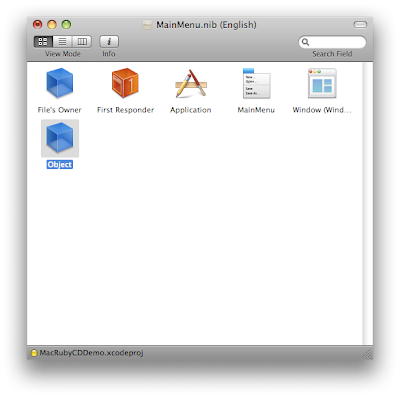 MainMenu.nib (English)
View Mode
Info
Search Field
File's Owner
First Responder
Application
MainMenu
Window (Wind...
Object
MacRubyCDDemo.xcodeproj